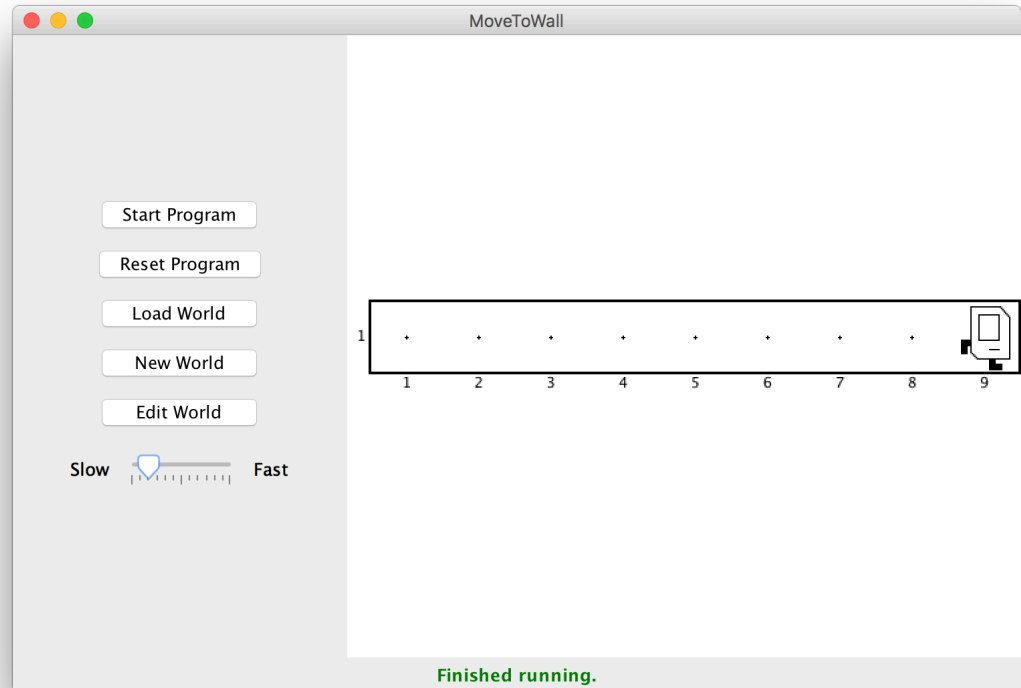 MoveToWall
Start Program
Reset Program
Load World
New World
Edit World
Slow Fast
1
1 2 3 4 5 6 7 8 9
Finished running.